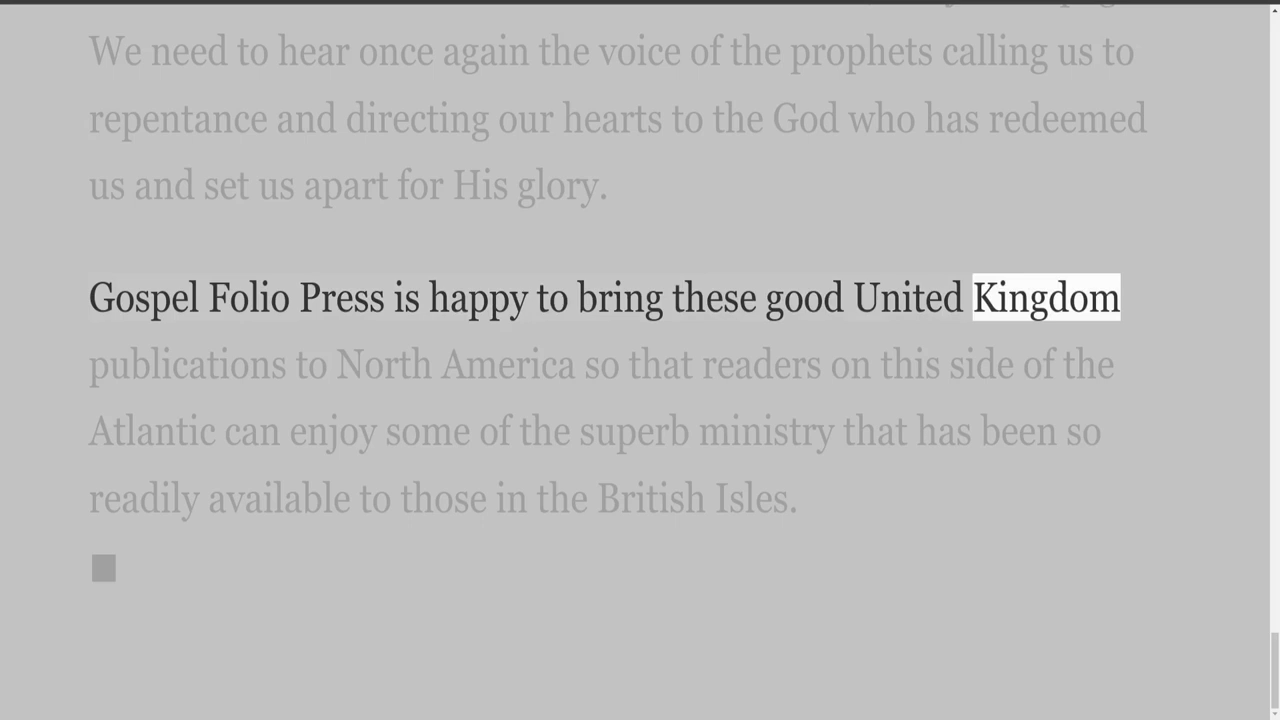 We need to hear once again the voice of the prophets calling us to
repentance and directing our hearts to the God who has redeemed
us and set us apart for His glory.
Gospel Folio Press is happy to bring these good United Kingdom
publications to North America so that readers on this side of the
Atlantic can enjoy some of the superb ministry that has been so
readily available to those in the British Isles.